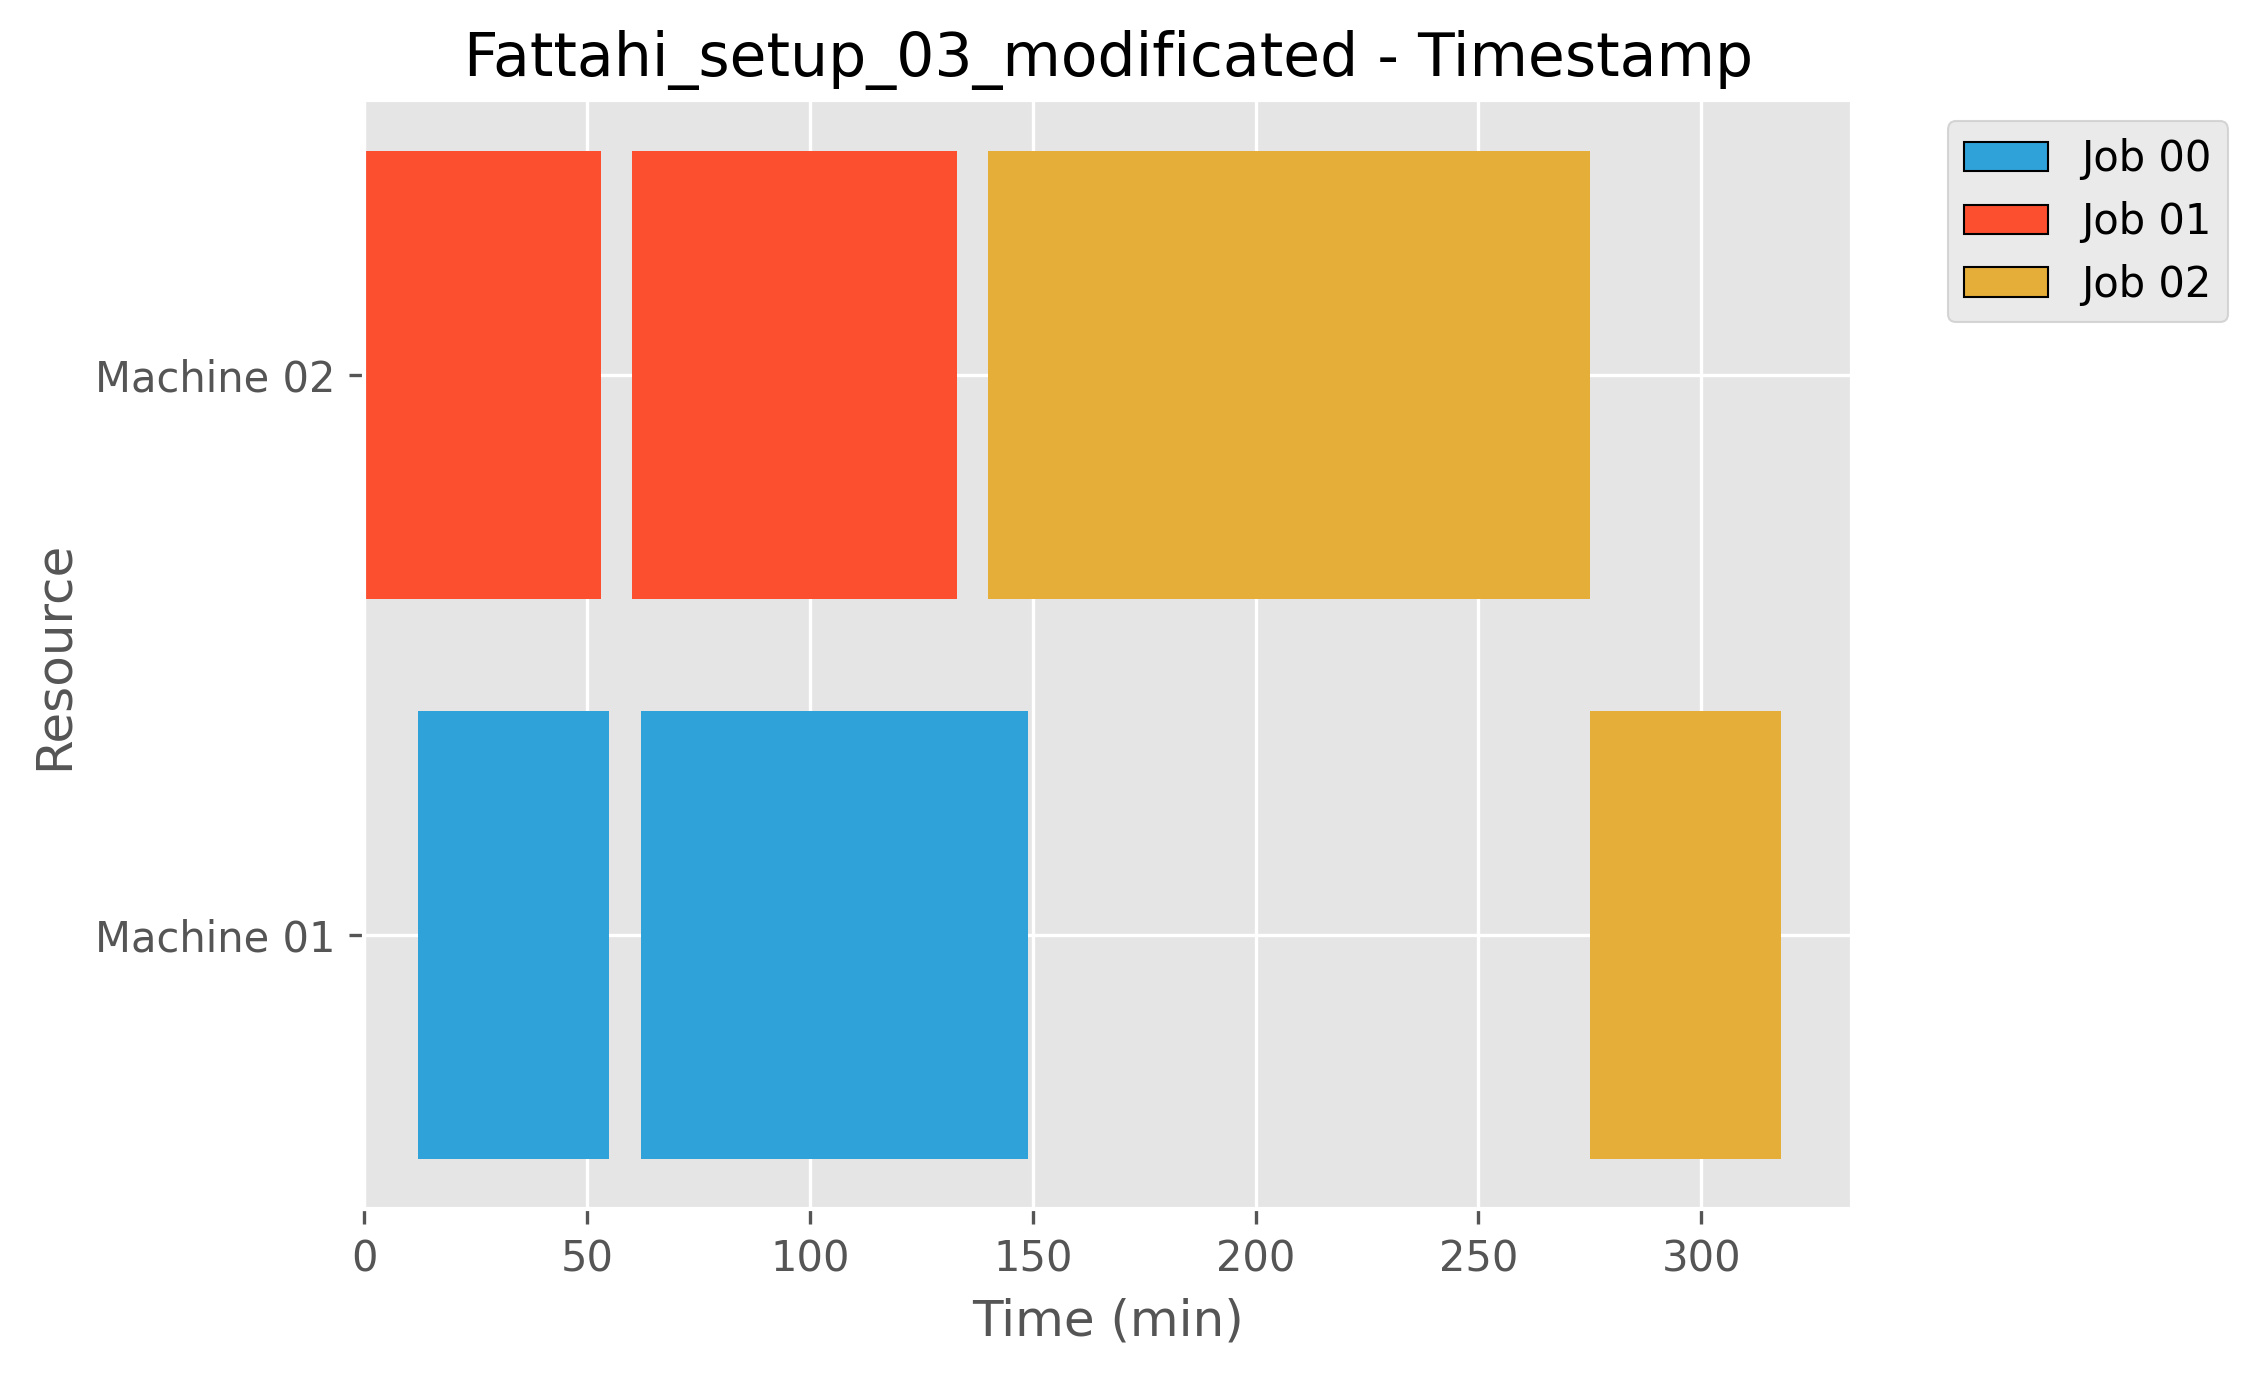 Fattahi_setup_03_modificated - Timestamp
Job 00
Job 01
Job 02
Machine 02
Resource
Machine 01
0 50 100 150 200 250 300
Time (min)